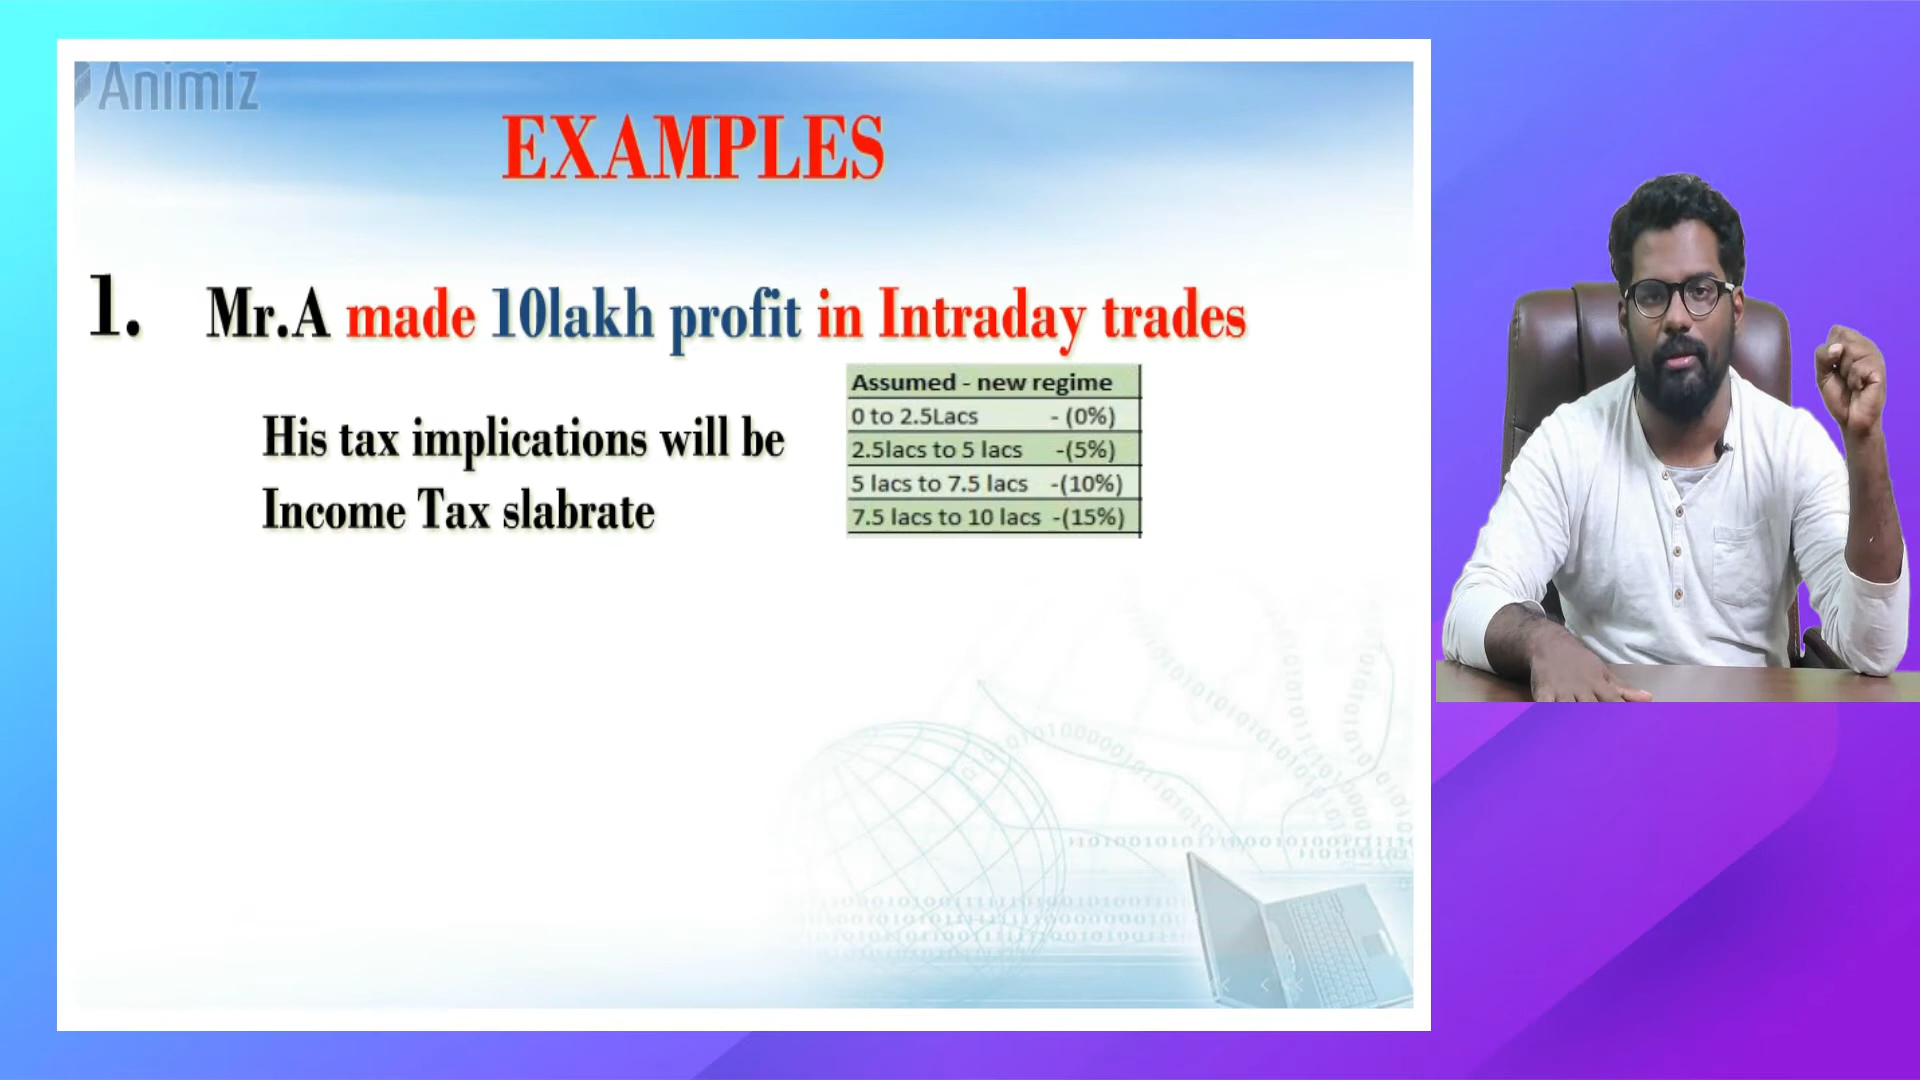 Animiz
EXAMPLES
1. Mr.A made 10lakh profit in Intraday trades
His tax implications will be
Income Tax slabrate
Assumed - new regime
0 to 2.5Lacs - (0%)
2.5lacs to 5 lacs -(5%)
5 lacs to 7.5 lacs -(10%)
7.5 lacs to 10 lacs -(15%)